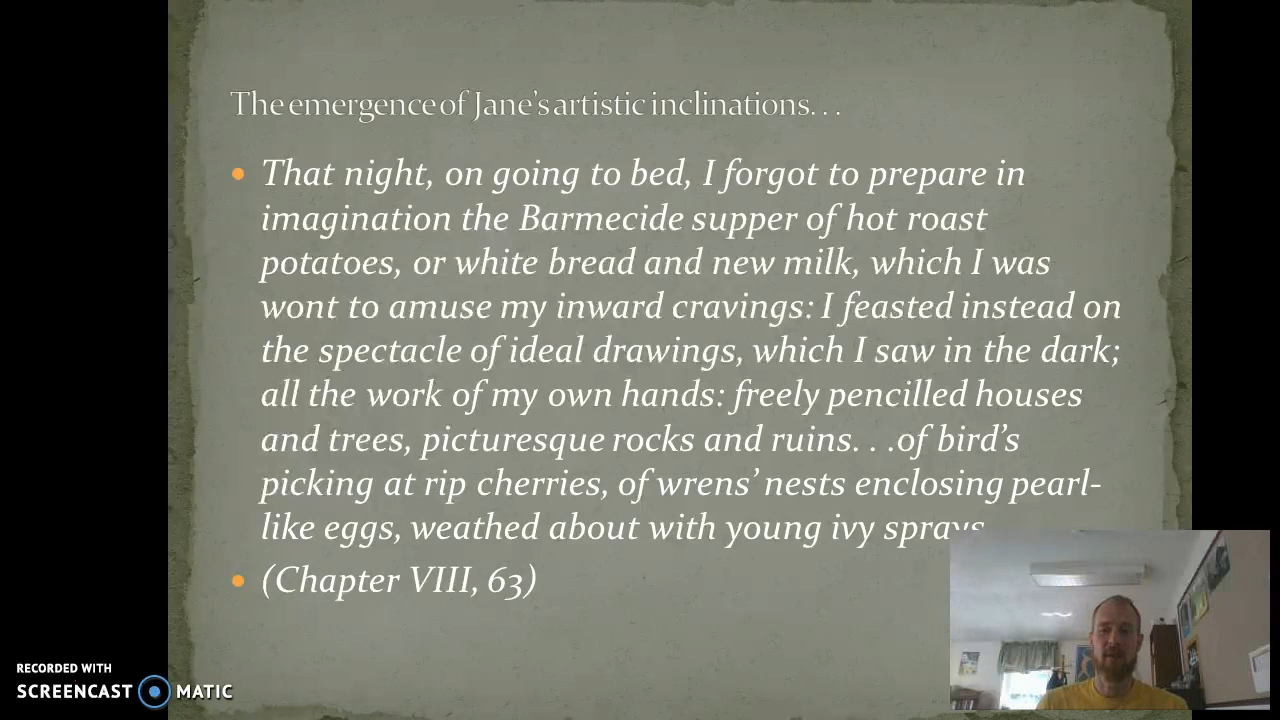 The emergence of Jane's artistic inclinations. . .
• That night, on going to bed, I forgot to prepare in
imagination the Barmecide supper of hot roast
potatoes, or white bread and new milk, which I was
wont to amuse my inward cravings: I feasted instead on
the spectacle of ideal drawings, which I saw in the dark;
all the work of my own hands: freely pencilled houses
and trees, picturesque rocks and ruins. . .of bird's
picking at rip cherries, of wrens' nests enclosing pearl-
like eggs, weathed about with young ivy sprays
• (Chapter VIII, 63)
RECORDED WITH
SCREENCAST MATIC